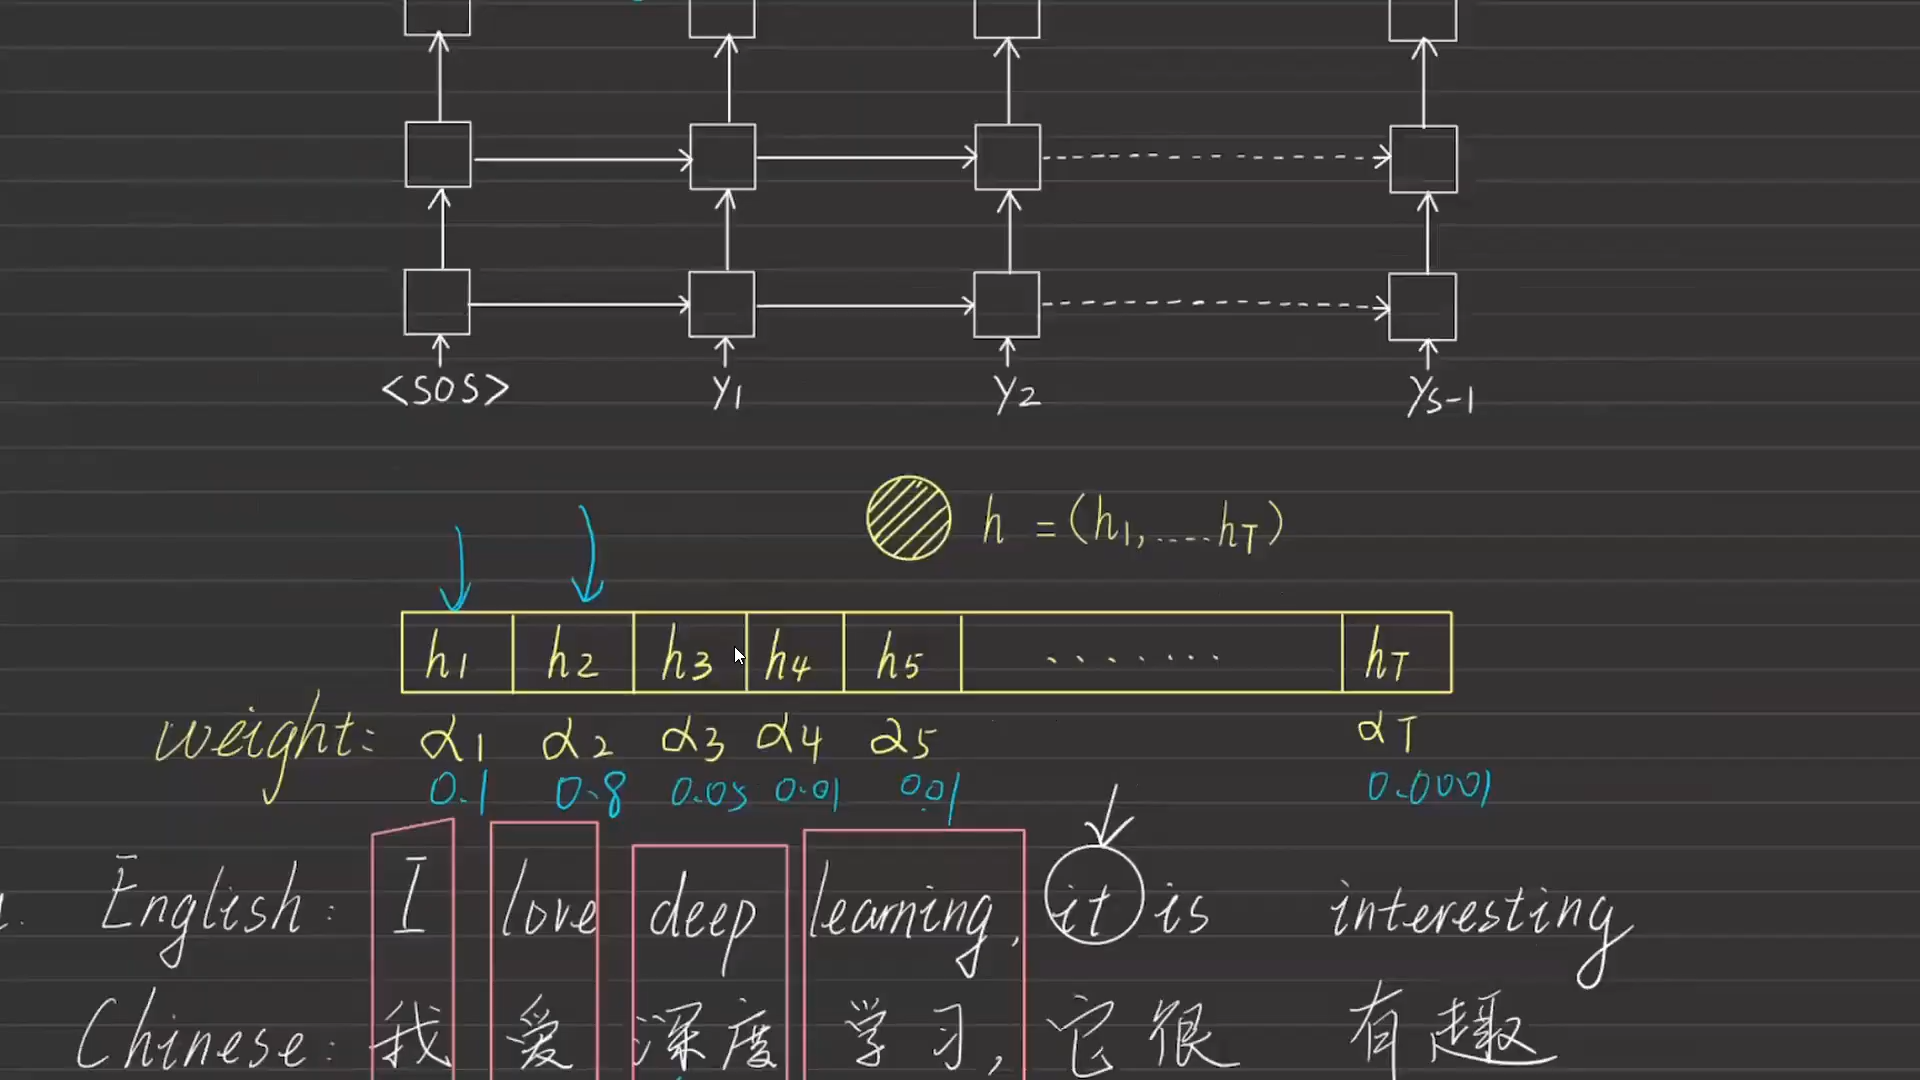 <SOS> y1 y2 ys-1
h = (h1, ..... hT)
h1 h2 h3 h4 h5 ........ hT
weight: α1 α2 α3 α4 α5 αT
0.1 0.8 0.05 0.01 0.01 0.0001
English: I love deep learning, it is interesting
Chinese: 我 爱 深度 学习, 它很 有趣